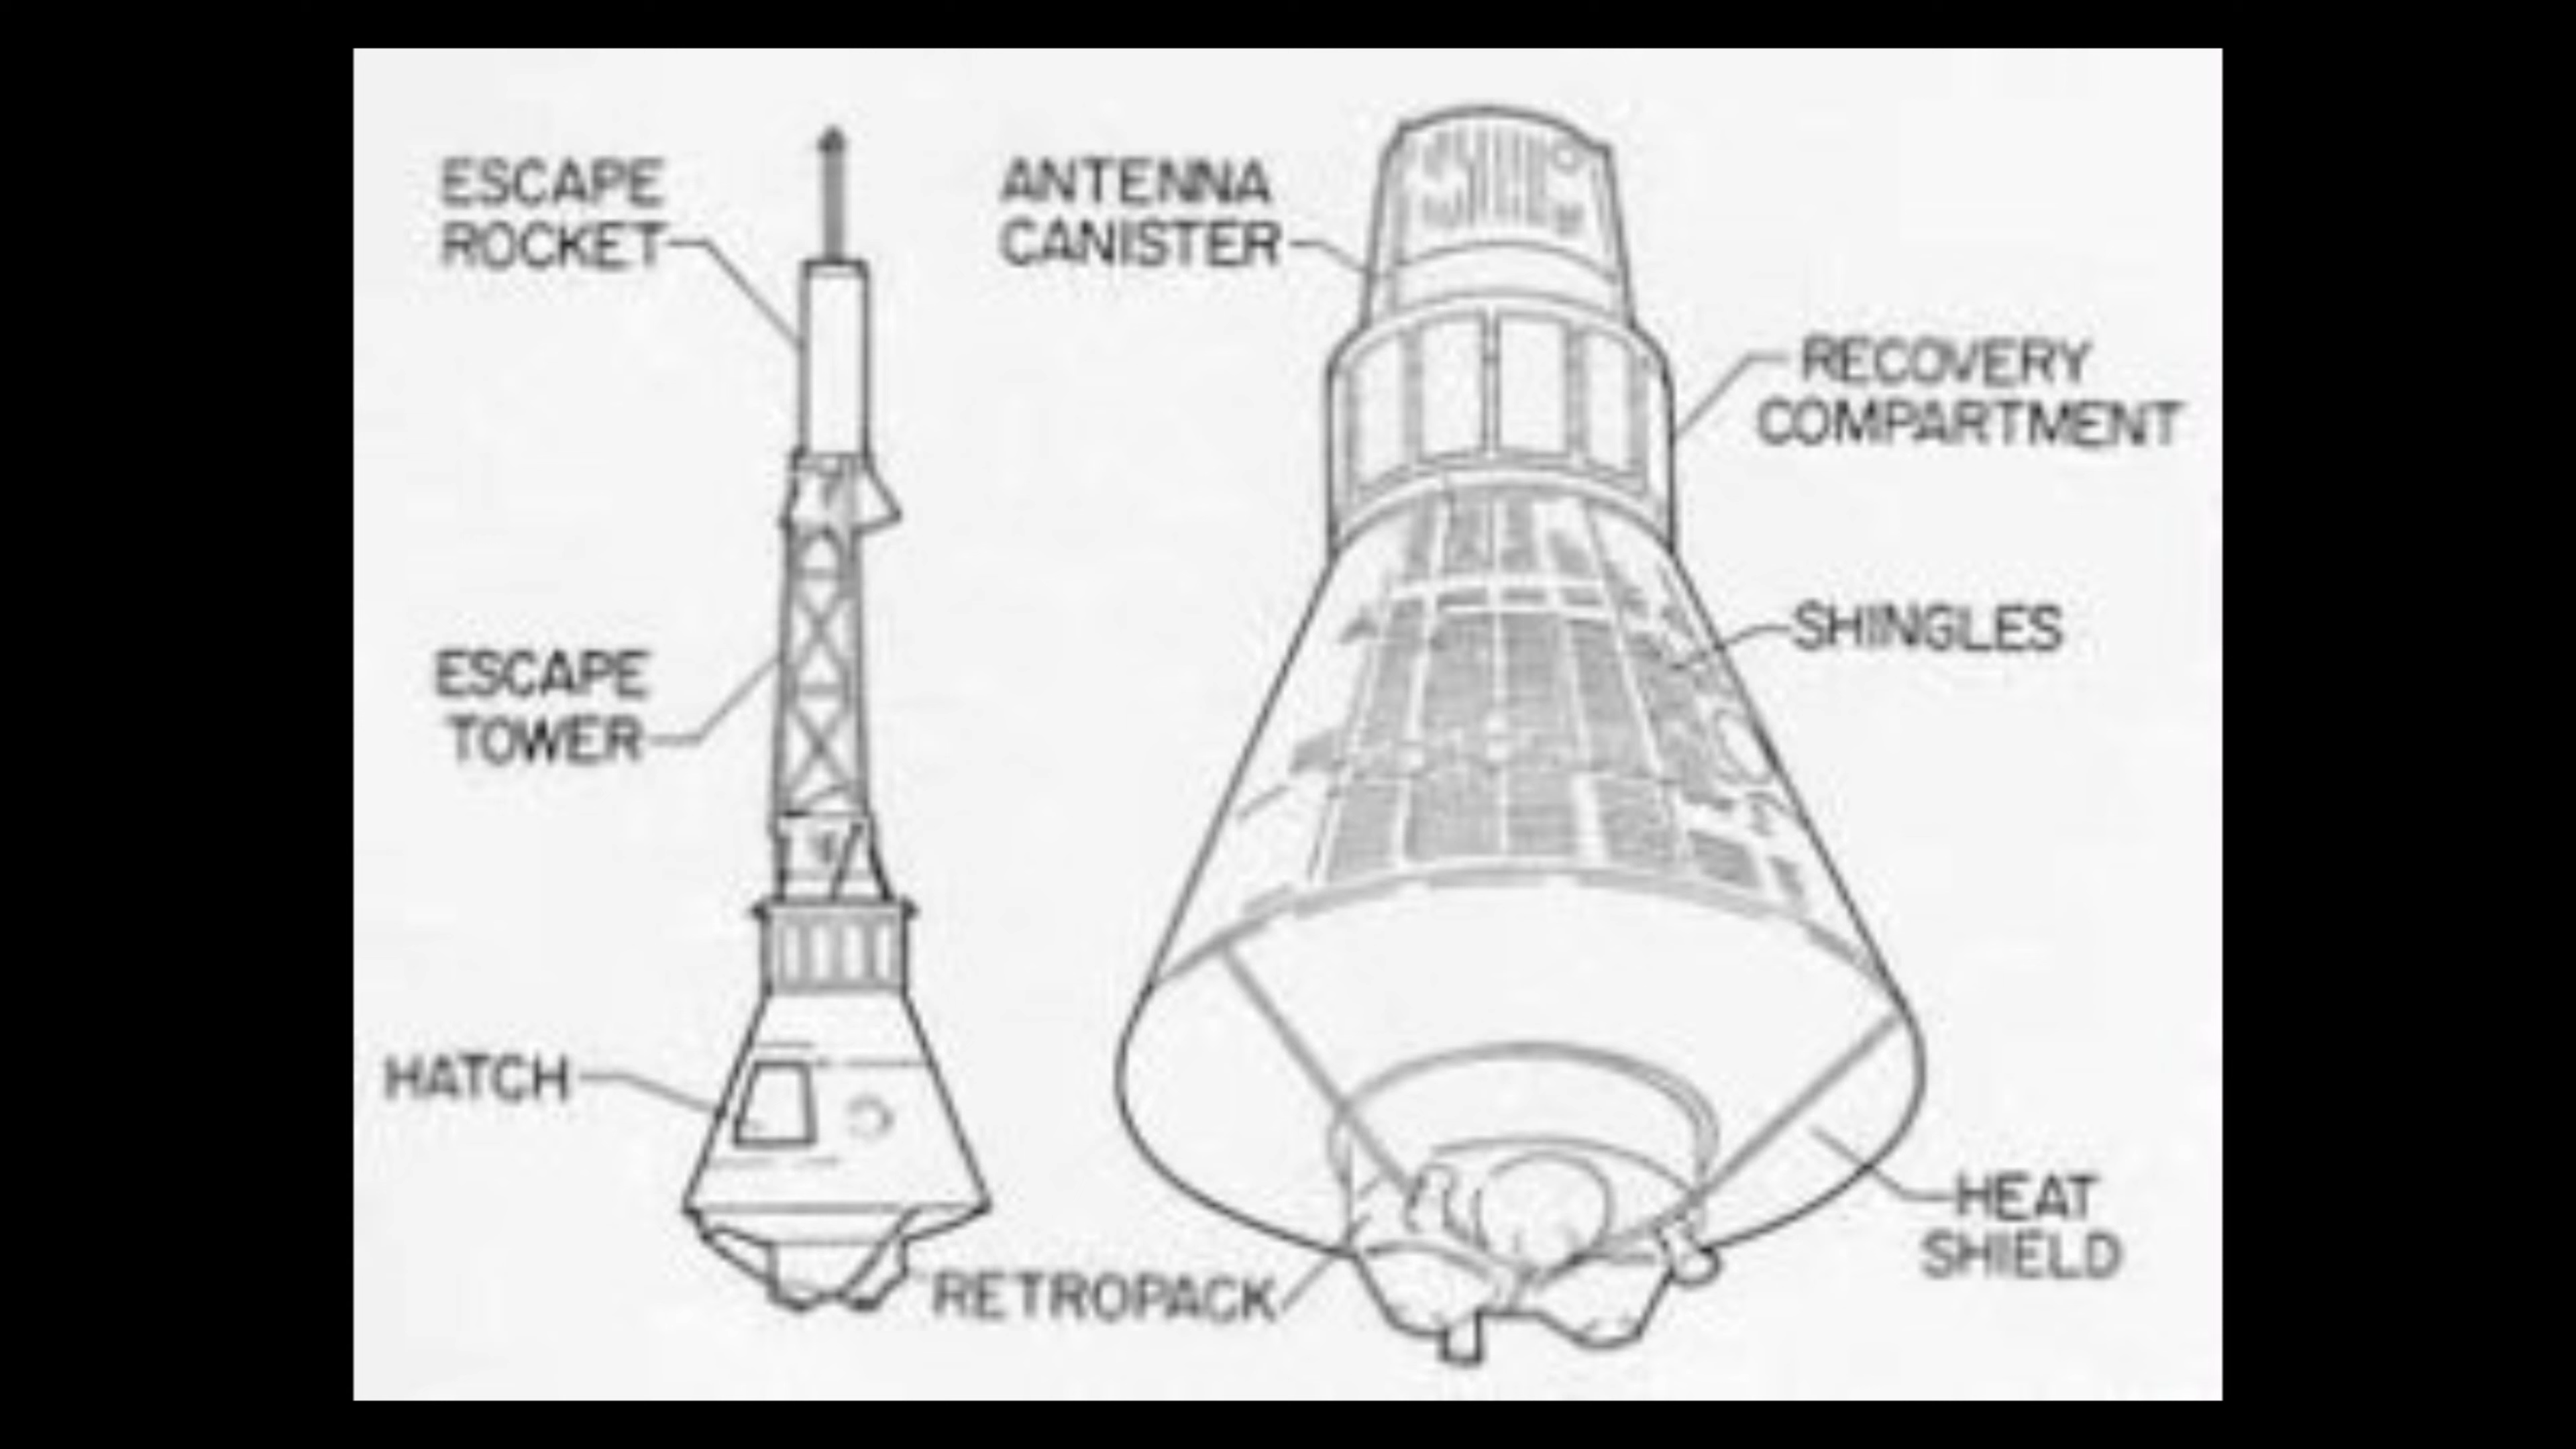 ESCAPE
ROCKET
ANTENNA
CANISTER
RECOVERY
COMPARTMENT
SHINGLES
ESCAPE
TOWER
HATCH
RETROPACK
HEAT
SHIELD